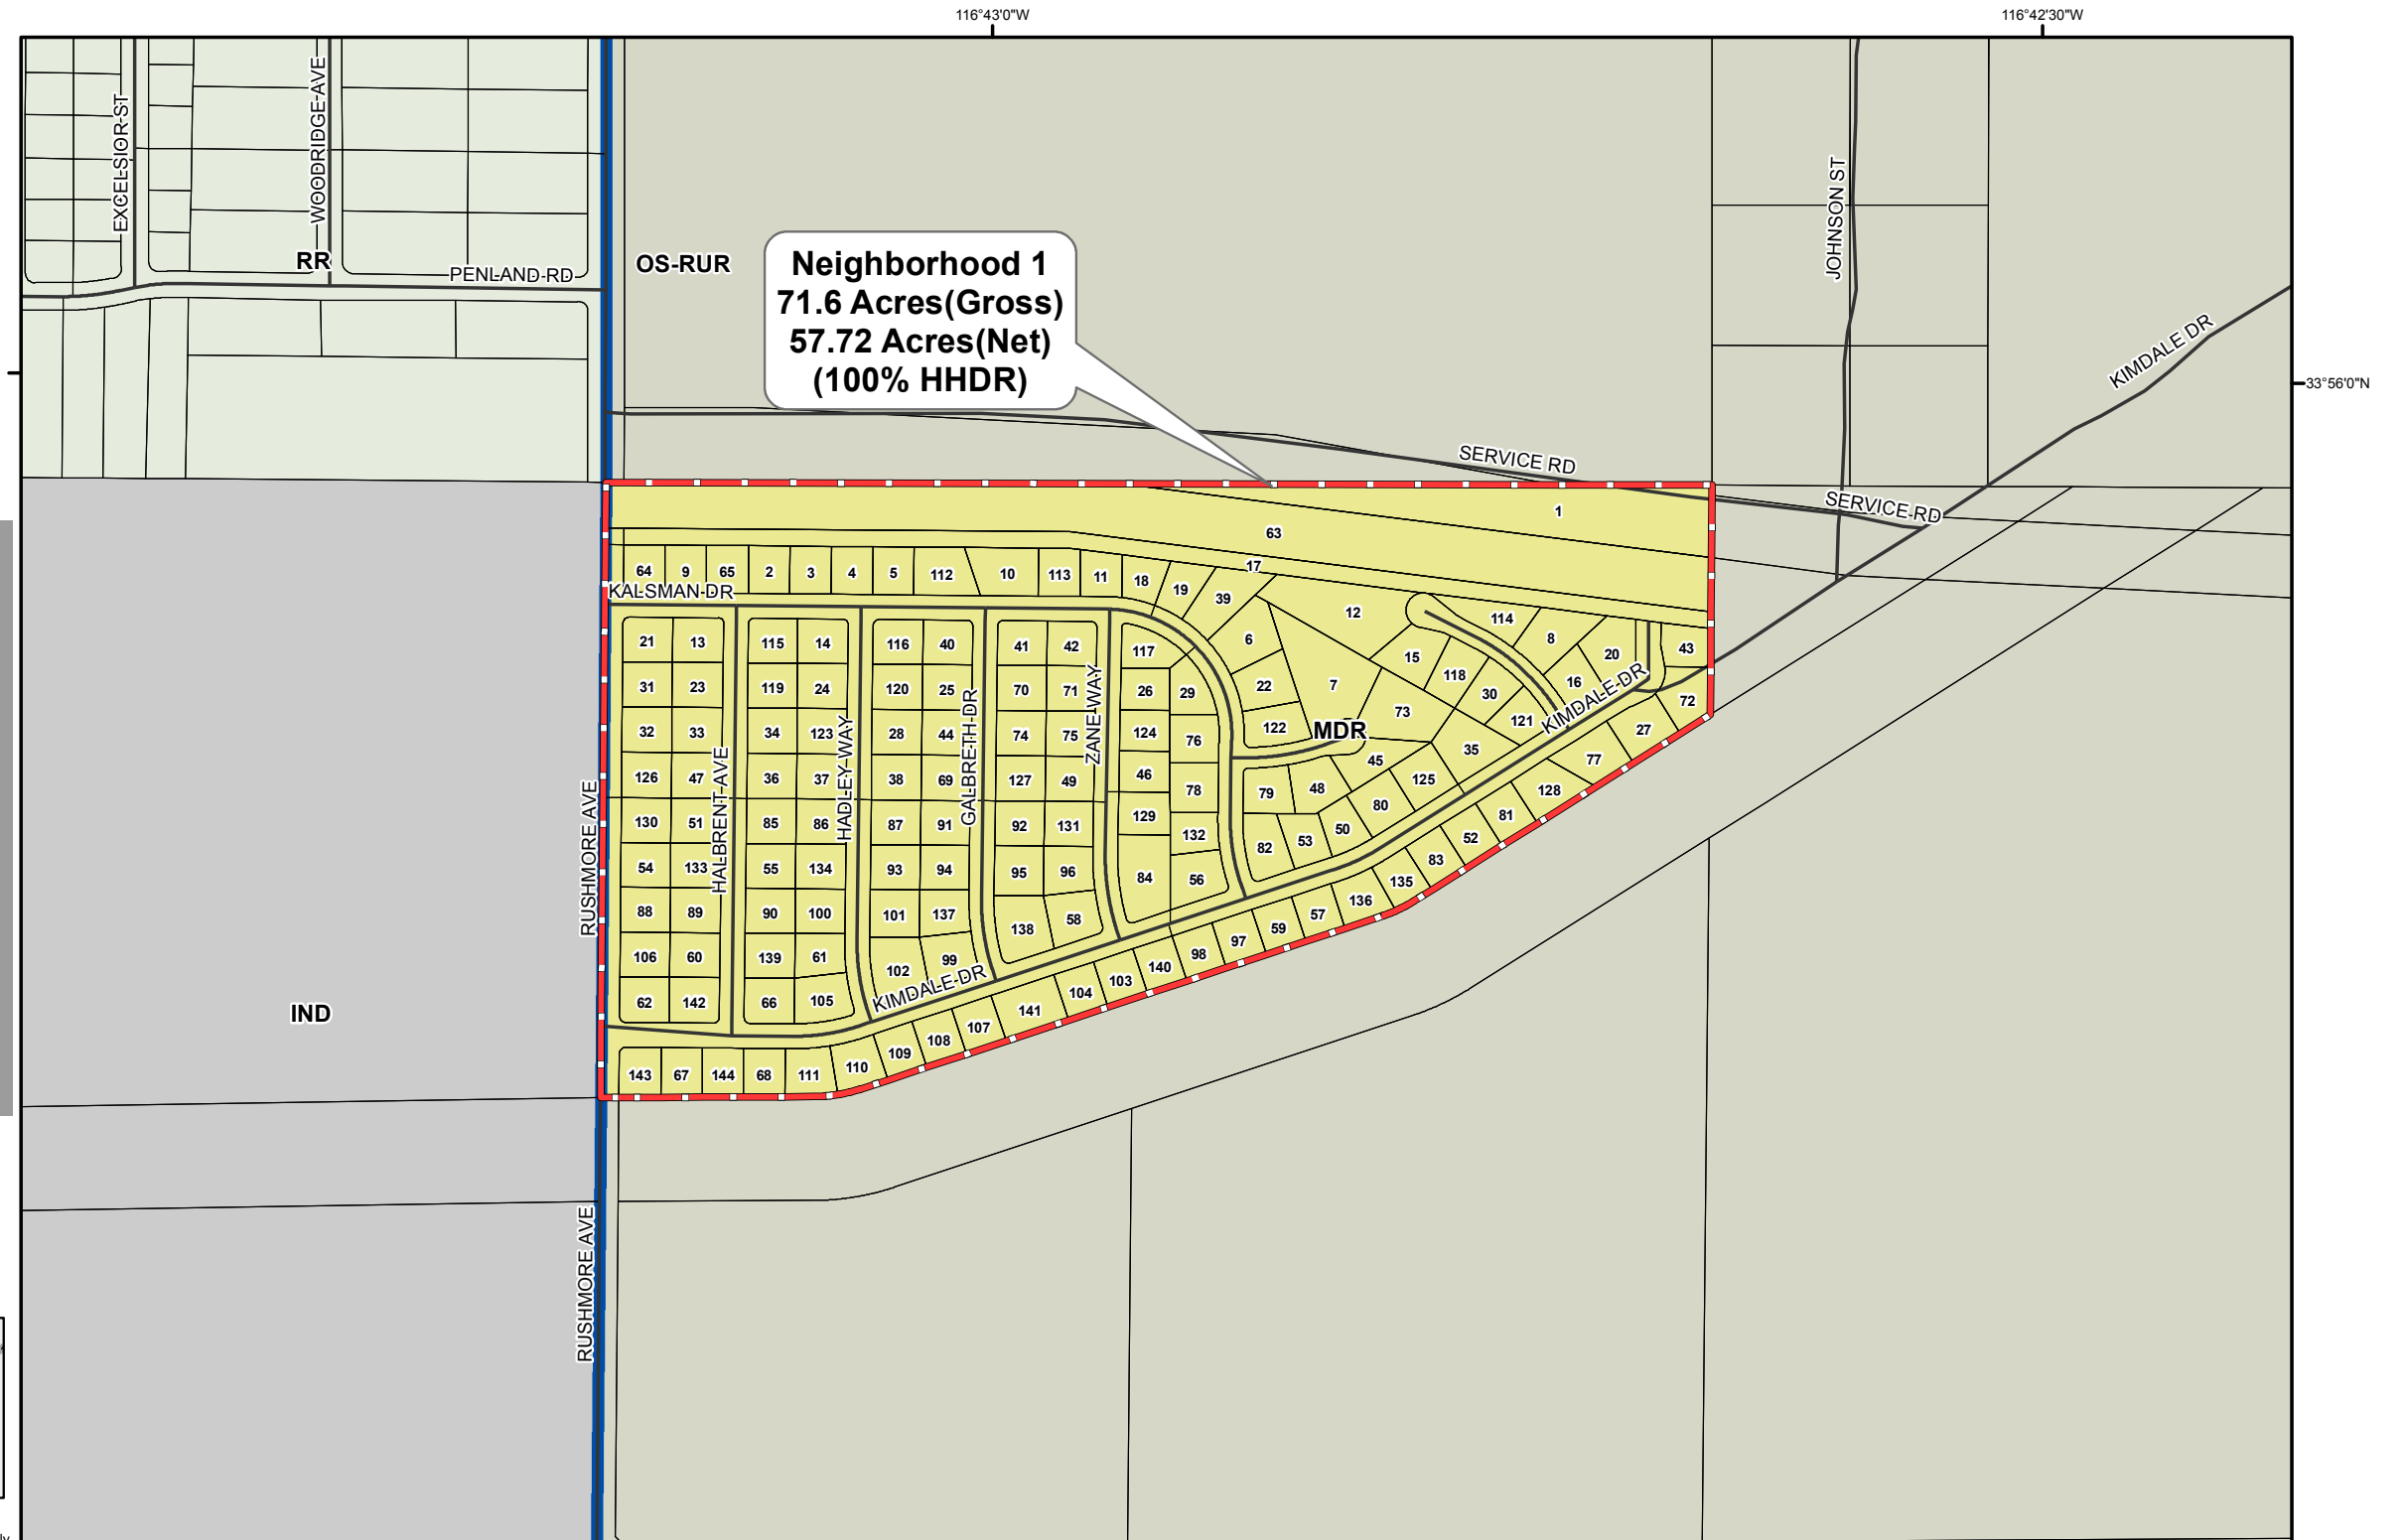 116°43'0"W
116°42'30"W
EXCELSIOR ST
WOODRIDGE AVE
JOHNSON ST
RR
OS-RUR
PENLAND RD
Neighborhood 1
71.6 Acres(Gross)
57.72 Acres(Net)
(100% HHDR)
KIMDALE DR
33°56'0"N
SERVICE RD
SERVICE RD
1
63
17
64 9 65 2 3 4 5 112 10 113 11 18 19 39
KALSMAN DR
12 114 8 20 43
21 13 115 14 116 40 41 42 117 6 15 118 16
31 23 119 24 120 25 70 71 26 29 22 7 30 72
32 33 34 123 28 44 74 75 124 76 122 73 121 27
MDR
KIMDALE DR
126 47 36 37 38 69 127 49 46 78 79 48 45 125 35 77
130 51 85 86 87 91 92 131 129 132 82 53 50 80 81 128
54 133 55 134 93 94 95 96 84 56 135 83 52
88 89 90 100 101 137 138 58 59 57 136
106 60 139 61 102 99 140 98 97
62 142 66 105 141 104 103
RUSHMORE AVE
HALBRENT AVE
HADLEY WAY
GALBRETH DR
ZANE WAY
KIMDALE DR
IND
143 67 144 68 111 110 109 108 107
RUSHMORE AVE
ly